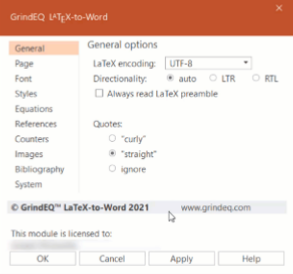 GrindEQ LATEX-to-Word
General
Page
Font
Styles
Equations
References
Counters
Images
Bibliography
System
General options
LaTeX encoding: UTF-8
Directionality: auto LTR RTL
Always read LaTeX preamble
Quotes:
"curly"
"straight"
ignore
© GrindEQ™ LaTeX-to-Word 2021 www.grindeq.com
This module is licensed to:
OK Cancel Apply Help